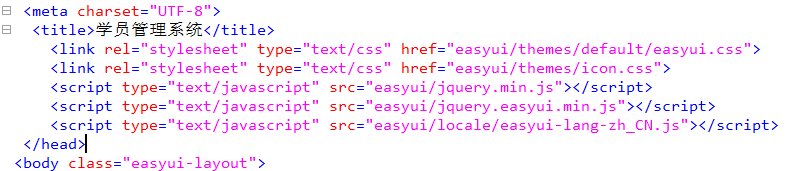 <meta charset="UTF-8">
<title>学员管理系统</title>
<link rel="stylesheet" type="text/css" href="easyui/themes/default/easyui.css">
<link rel="stylesheet" type="text/css" href="easyui/themes/icon.css">
<script type="text/javascript" src="easyui/jquery.min.js"></script>
<script type="text/javascript" src="easyui/jquery.easyui.min.js"></script>
<script type="text/javascript" src="easyui/locale/easyui-lang-zh_CN.js"></script>
</head>
<body class="easyui-layout">